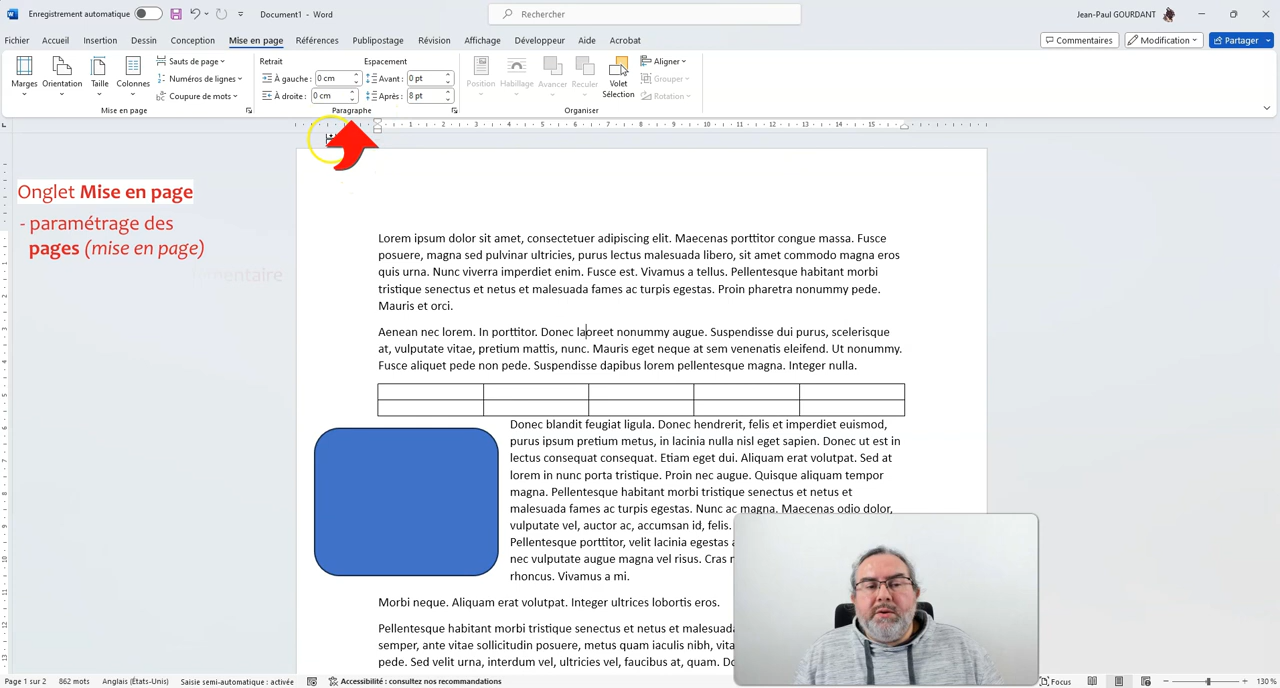 Enregistrement automatique
Document1 - Word
Rechercher
Jean-Paul GOURDANT
Fichier Accueil Insertion Dessin Conception Mise en page Références Publipostage Révision Affichage Développeur Aide Acrobat
Commentaires Modification Partager
Marges Orientation Taille Colonnes
Sauts de page
Numéros de lignes
Coupure de mots
Mise en page
Retrait Espacement
À gauche : 0 cm Avant : 0 pt
À droite : 0 cm Après : 8 pt
Paragraphe
Position Habillage Avancer Reculer Volet Sélection
Aligner
Grouper
Rotation
Organiser
1 2 3 4 5 6 7 8 9 10 11 12 13 14 15
Onglet Mise en page
- paramétrage des
pages (mise en page)
Lorem ipsum dolor sit amet, consectetuer adipiscing elit. Maecenas porttitor congue massa. Fusce
posuere, magna sed pulvinar ultricies, purus lectus malesuada libero, sit amet commodo magna eros
quis urna. Nunc viverra imperdiet enim. Fusce est. Vivamus a tellus. Pellentesque habitant morbi
tristique senectus et netus et malesuada fames ac turpis egestas. Proin pharetra nonummy pede.
Mauris et orci.
Aenean nec lorem. In porttitor. Donec laoreet nonummy augue. Suspendisse dui purus, scelerisque
at, vulputate vitae, pretium mattis, nunc. Mauris eget neque at sem venenatis eleifend. Ut nonummy.
Fusce aliquet pede non pede. Suspendisse dapibus lorem pellentesque magna. Integer nulla.
Donec blandit feugiat ligula. Donec hendrerit, felis et imperdiet euismod,
purus ipsum pretium metus, in lacinia nulla nisl eget sapien. Donec ut est in
lectus consequat consequat. Etiam eget dui. Aliquam erat volutpat. Sed at
lorem in nunc porta tristique. Proin nec augue. Quisque aliquam tempor
magna. Pellentesque habitant morbi tristique senectus et netus et
malesuada fames ac turpis egestas. Nunc ac magna. Maecenas odio dolor,
vulputate vel, auctor ac, accumsan id, felis.
Pellentesque porttitor, velit lacinia egestas a
nec vulputate augue magna vel risus. Cras
rhoncus. Vivamus a mi.
Morbi neque. Aliquam erat volutpat. Integer ultrices lobortis eros.
Pellentesque habitant morbi tristique senectus et netus et malesuada
semper, ante vitae sollicitudin posuere, metus quam iaculis nibh, vita
pede. Sed velit urna, interdum vel, ultricies vel, faucibus at, quam. Do
Page 1 sur 2 862 mots Anglais (États-Unis) Saisie semi-automatique : activée Accessibilité : consultez nos recommandations Focus 130 %